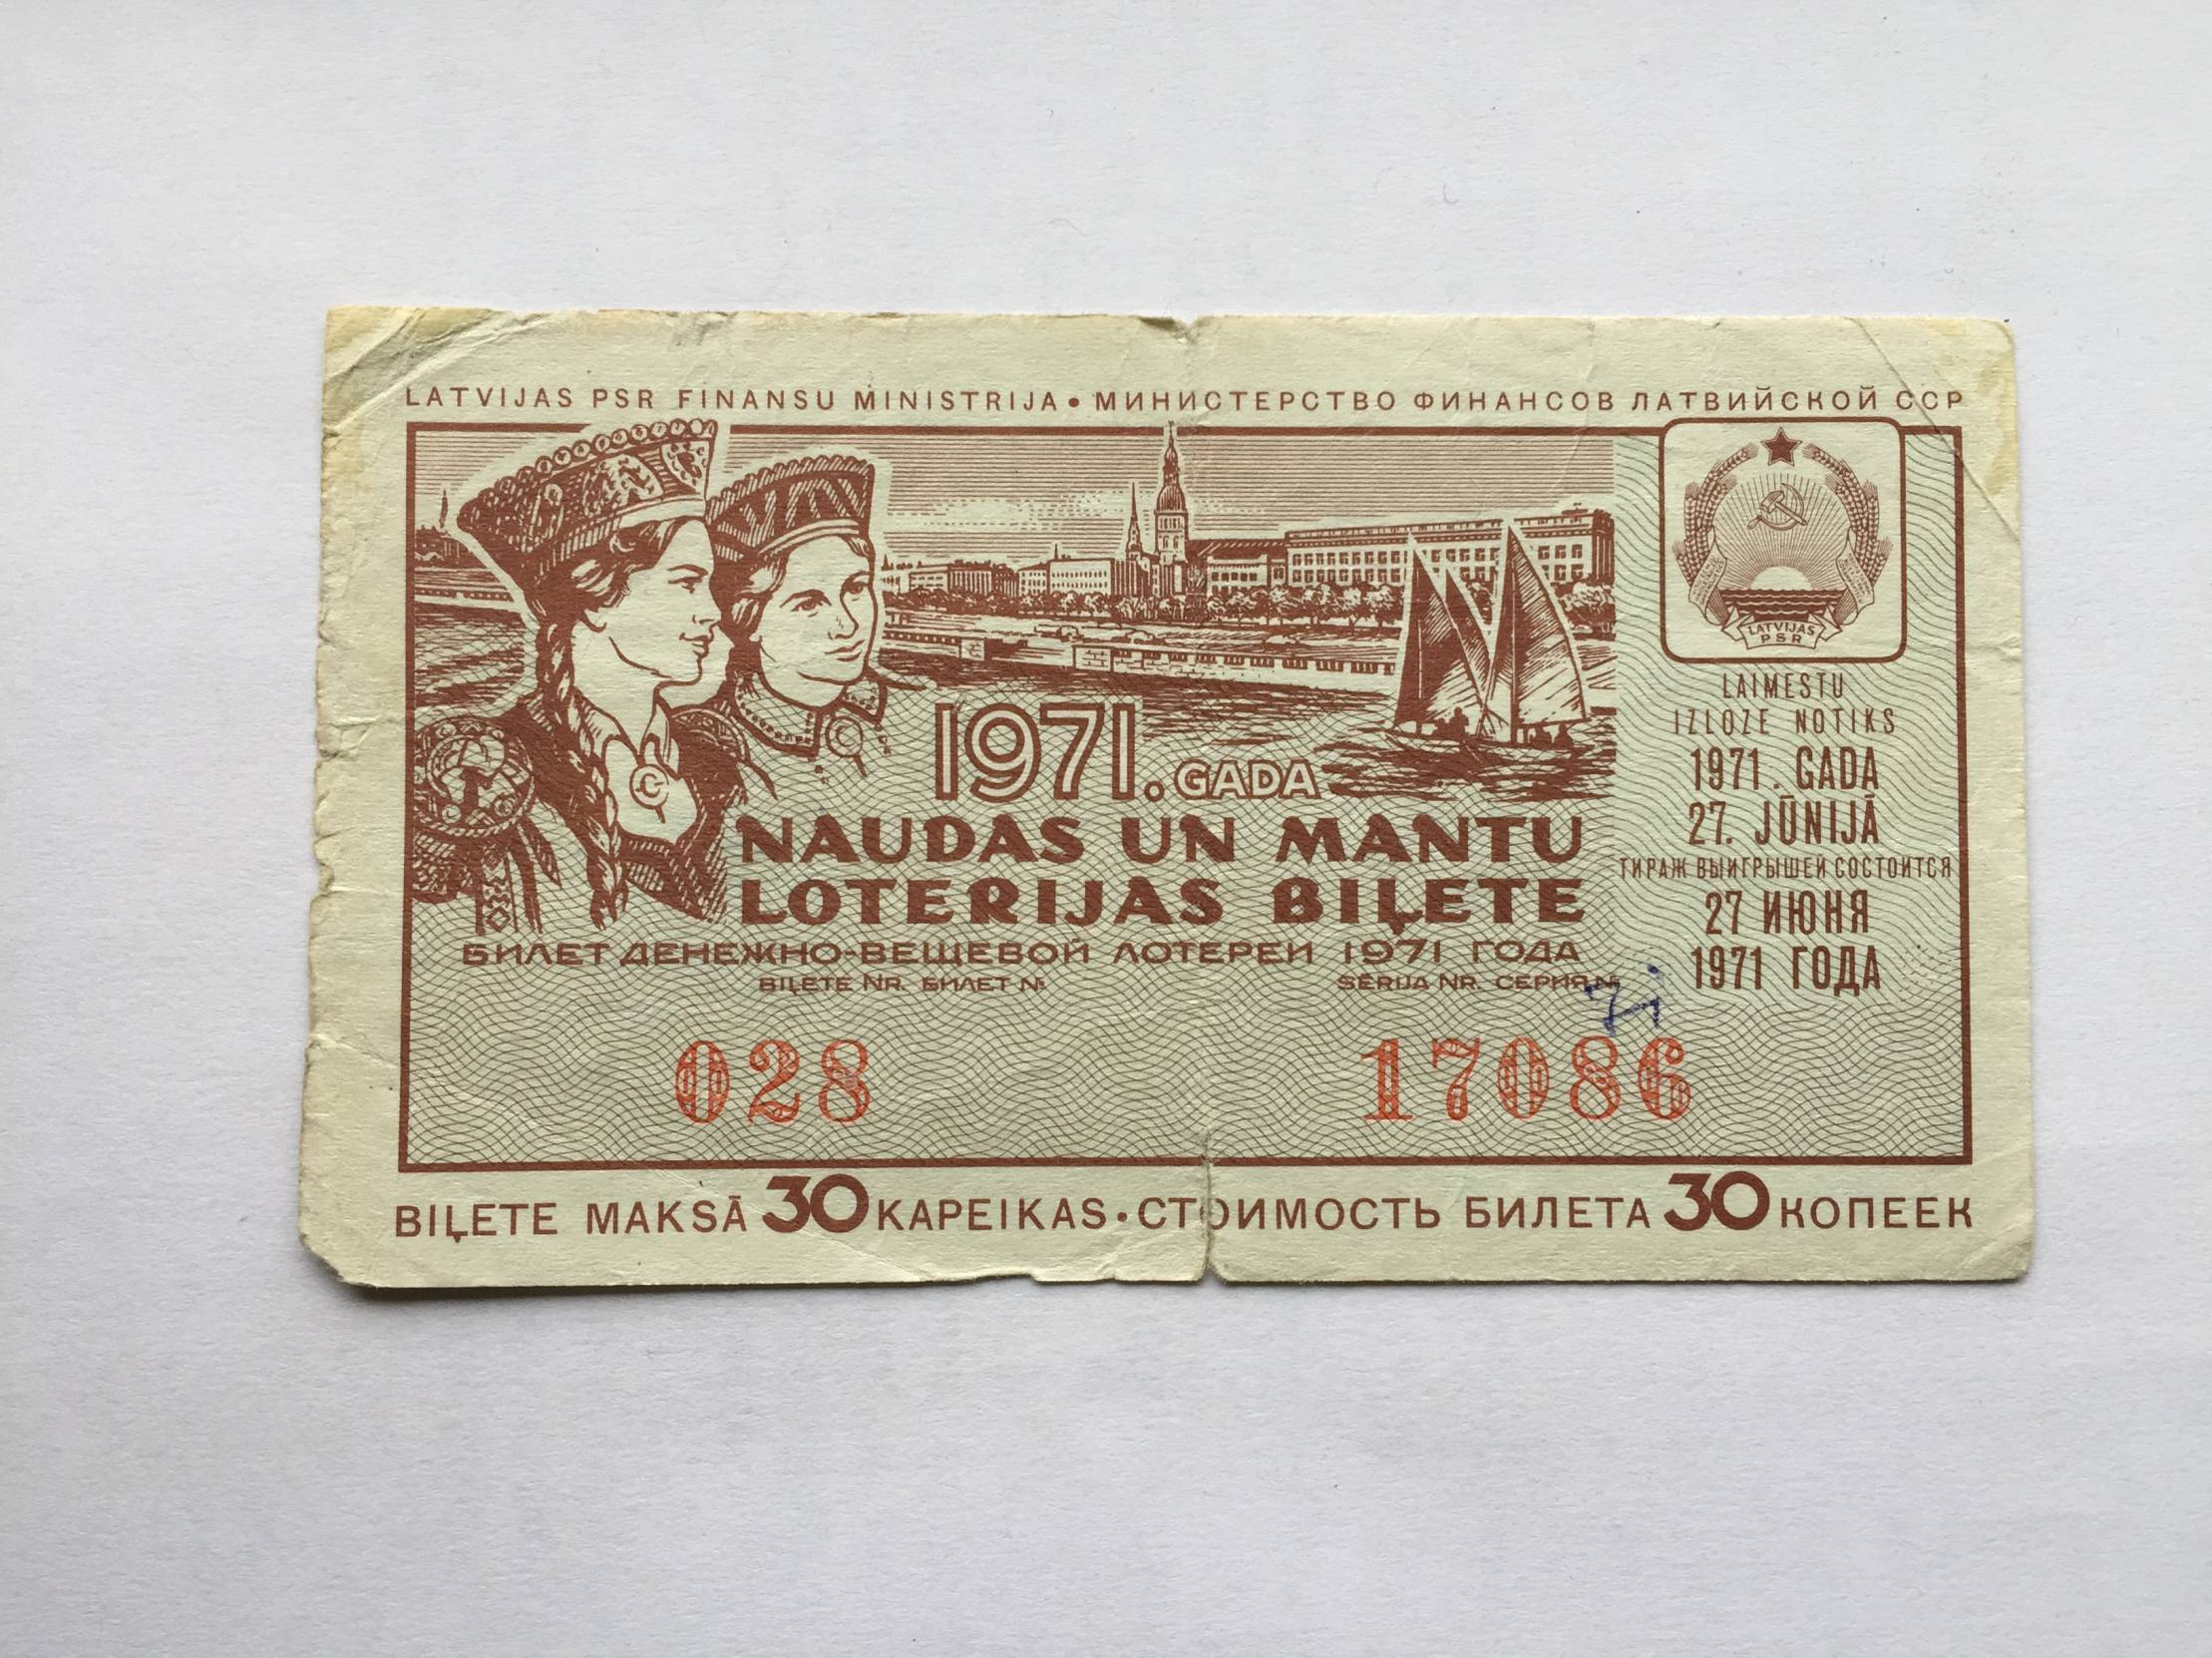 LATVIJAS PSR FINANSU MINISTRIJA • МИНИСТЕРСТВО ФИНАНСОВ ЛАТВИЙСКОЙ ССР
LATVIJAS
PSR
1971. GADA
NAUDAS UN MANTU
LOTERIJAS BIĻETE
БИЛЕТ ДЕНЕЖНО-ВЕЩЕВОЙ ЛОТЕРЕИ 1971 ГОДА
BIĻETE NR. БИЛЕТ №
SĒRIJA NR. СЕРИЯ №
028
17086
LAIMESTU
IZLOZE NOTIKS
1971. GADA
27. JŪNIJĀ
ТИРАЖ ВЫИГРЫШЕЙ СОСТОИТСЯ
27 ИЮНЯ
1971 ГОДА
BIĻETE MAKSĀ 30 KAPEIKAS • СТОИМОСТЬ БИЛЕТА 30 КОПЕЕК